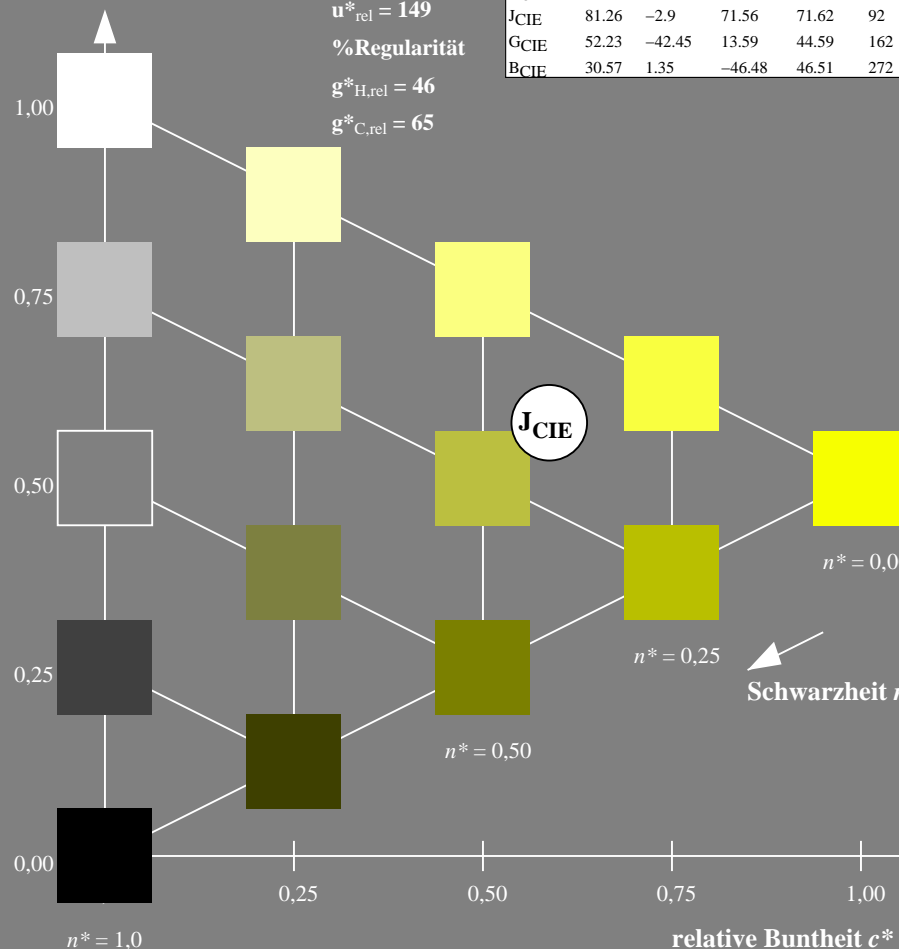 u*rel = 149
%Regularität
g*H,rel = 46
g*C,rel = 65
JCIE 81.26 −2.9 71.56 71.62 92
GCIE 52.23 −42.45 13.59 44.59 162
BCIE 30.57 1.35 −46.48 46.51 272
1,00
0,75
JCIE
0,50
n* = 0,0
n* = 0,25
0,25
Schwarzheit
n* = 0,50
0,00
0,25 0,50 0,75 1,00
n* = 1,0
relative Buntheit c*